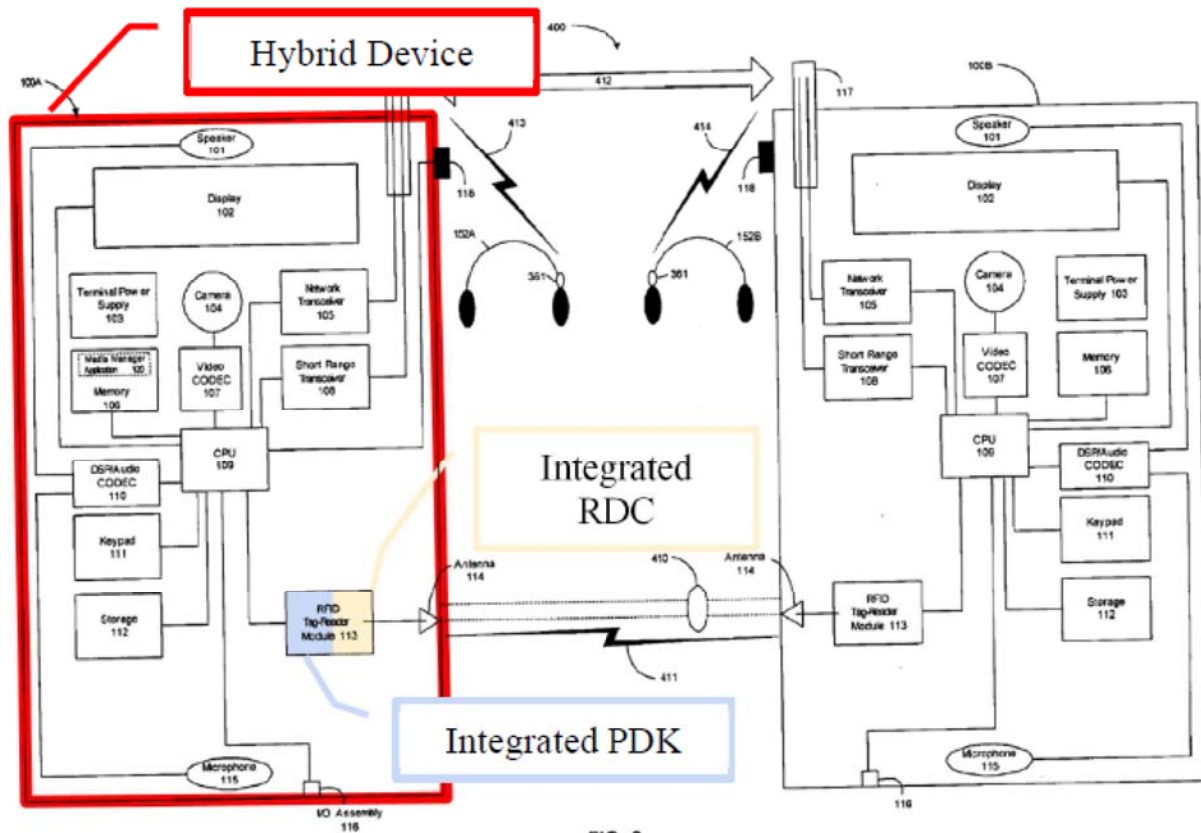 Hybrid Device
400
412
100A
100B
117
413
414
Speaker
101
Display
102
118
152A
361
Terminal Power
Supply
103
Camera
104
Network
Transceiver
105
Media Manager
Application 120
Memory
106
Video
CODEC
107
Short Range
Transceiver
108
CPU
109
DSP/Audio
CODEC
110
Keypad
111
Storage
112
RFID
Tag-Reader
Module 113
Antenna
114
Microphone
115
I/O Assembly
116
Integrated
RDC
410
411
Integrated PDK
Speaker
101
Display
102
118
152B
361
Network
Transceiver
105
Camera
104
Terminal Power
Supply 103
Short Range
Transceiver
108
Video
CODEC
107
Memory
106
CPU
109
DSP/Audio
CODEC
110
Keypad
111
Storage
112
Antenna
114
RFID
Tag-Reader
Module 113
Microphone
115
116